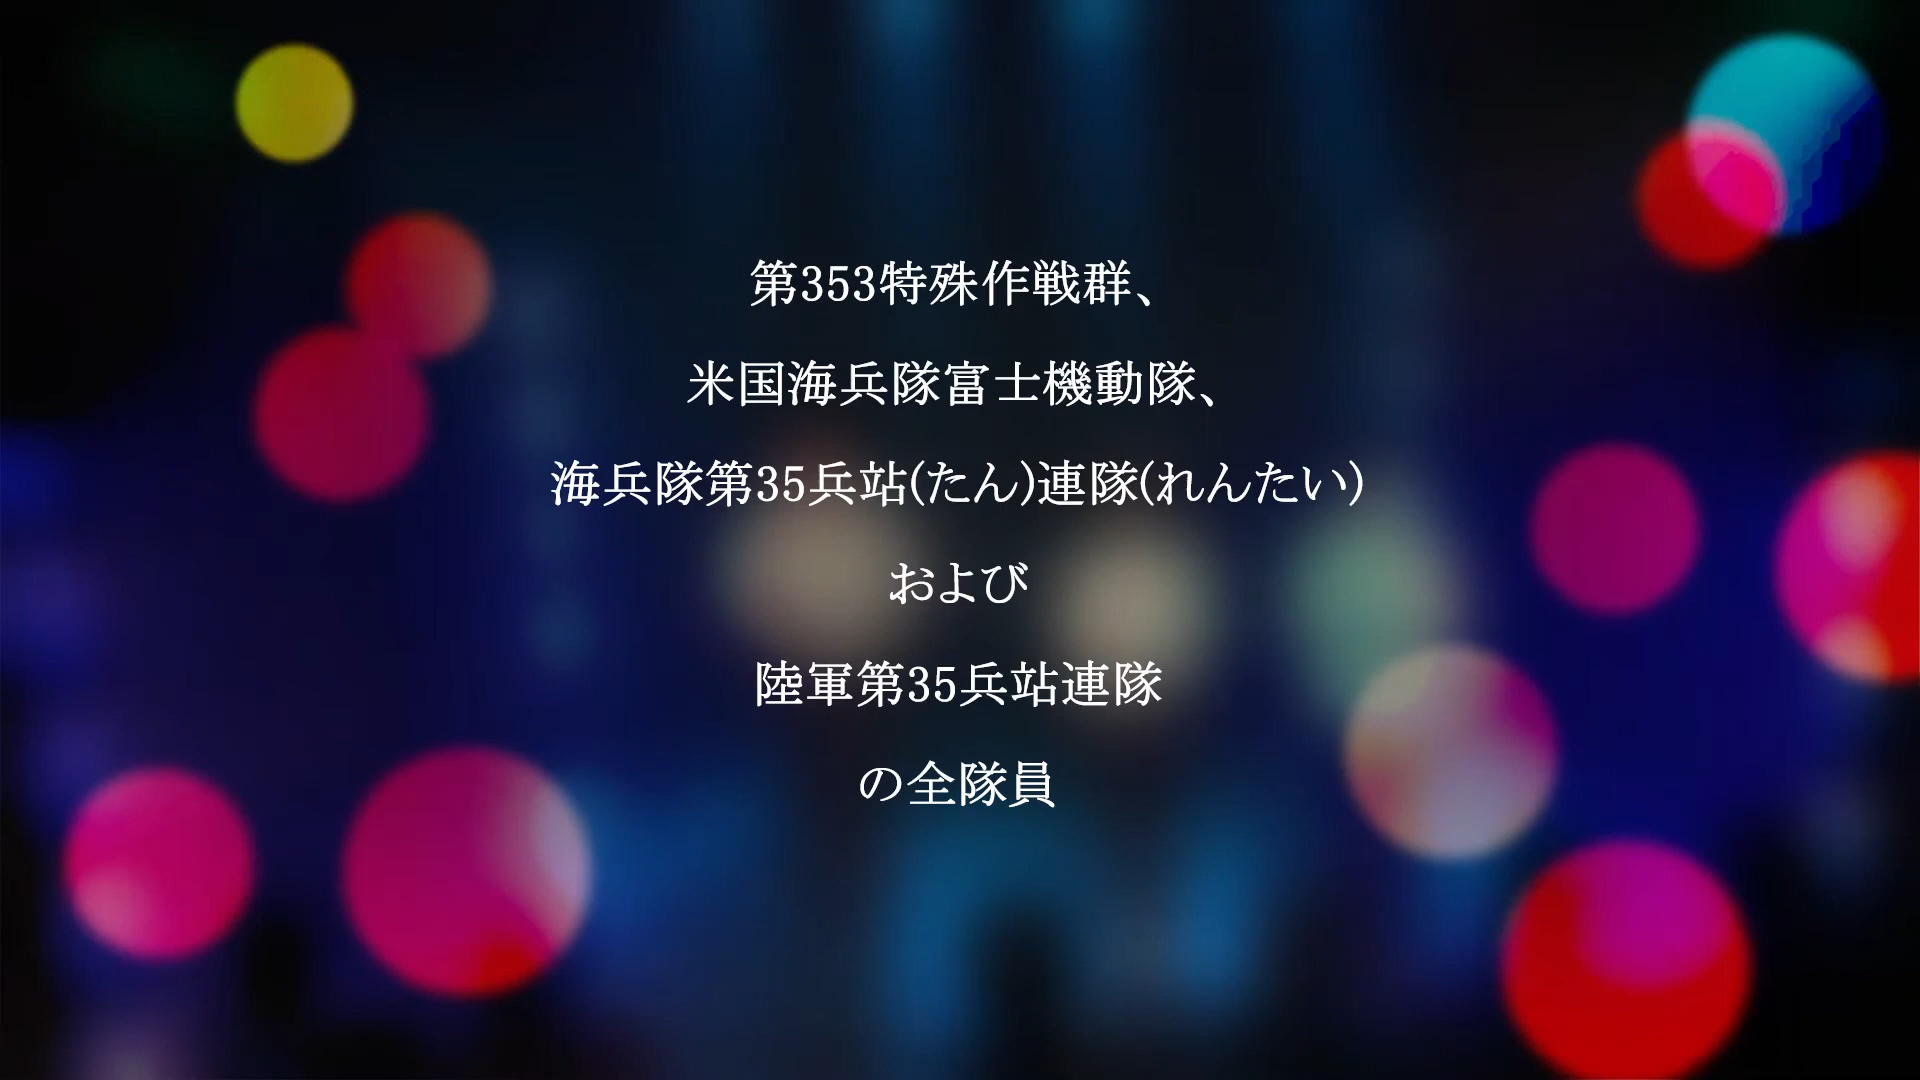 第353特殊作戦群、
米国海兵隊富士機動隊、
海兵隊第35兵站(たん)連隊(れんたい)
および
陸軍第35兵站連隊
の全隊員